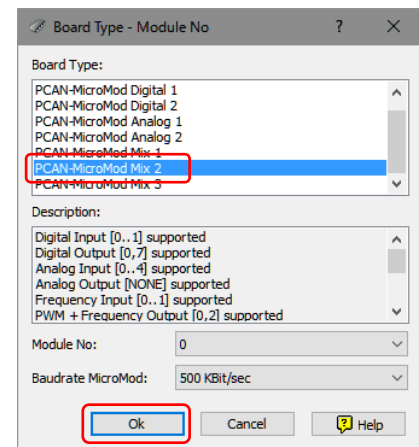 Board Type - Module No
Board Type:
PCAN-MicroMod Digital 1
PCAN-MicroMod Digital 2
PCAN-MicroMod Analog 1
PCAN-MicroMod Analog 2
PCAN-MicroMod Mix 1
PCAN-MicroMod Mix 2
PCAN-MicroMod Mix 3
Description:
Digital Input [0..1] supported
Digital Output [0,7] supported
Analog Input [0..4] supported
Analog Output [NONE] supported
Frequency Input [0..1] supported
PWM + Frequency Output [0,2] supported
Module No: 0
Baudrate MicroMod: 500 KBit/sec
Ok Cancel Help